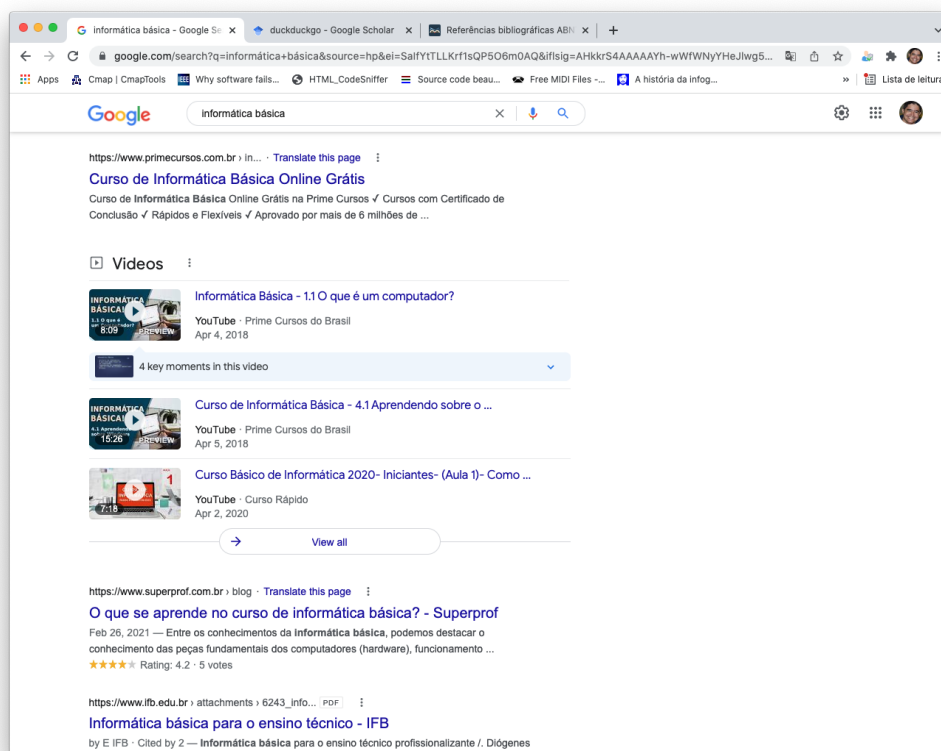 informática básica - Google Se
duckduckgo - Google Scholar
Referências bibliográficas ABN
google.com/search?q=informática+básica&source=hp&ei=SalfYtTLLKrf1sQP5O6m0AQ&iflsig=AHkkrS4AAAAAYh-wWfWNyYHeJlwg5...
Apps
Cmap | CmapTools
Why software fails...
HTML_CodeSniffer
Source code beau...
Free MIDI Files -...
A história da infog...
»
Lista de leitura
Google
informática básica
https://www.primecursos.com.br › in... · Translate this page
Curso de Informática Básica Online Grátis
Curso de Informática Básica Online Grátis na Prime Cursos √ Cursos com Certificado de
Conclusão √ Rápidos e Flexíveis √ Aprovado por mais de 6 milhões de ...
Videos
INFORMÁTICA
BÁSICA!
1.1 O que é
8:09
PREVIEW
Informática Básica - 1.1 O que é um computador?
YouTube · Prime Cursos do Brasil
Apr 4, 2018
4 key moments in this video
INFORMÁTICA
BÁSICA!
4.1 Aprendendo
15:26
PREVIEW
Curso de Informática Básica - 4.1 Aprendendo sobre o ...
YouTube · Prime Cursos do Brasil
Apr 5, 2018
1
7:18
Curso Básico de Informática 2020- Iniciantes- (Aula 1)- Como ...
YouTube · Curso Rápido
Apr 2, 2020
View all
https://www.superprof.com.br › blog · Translate this page
O que se aprende no curso de informática básica? - Superprof
Feb 26, 2021 — Entre os conhecimentos da informática básica, podemos destacar o
conhecimento das peças fundamentais dos computadores (hardware), funcionamento ...
Rating: 4.2 · 5 votes
https://www.ifb.edu.br › attachments › 6243_info... PDF
Informática básica para o ensino técnico - IFB
by E IFB · Cited by 2 — Informática básica para o ensino técnico profissionalizante /. Diógenes